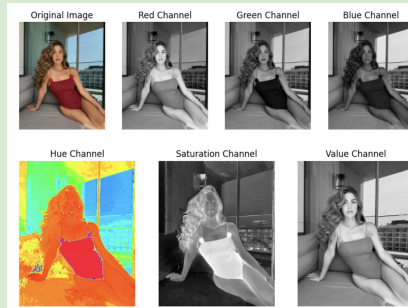 Original Image
Red Channel
Green Channel
Blue Channel
Hue Channel
Saturation Channel
Value Channel